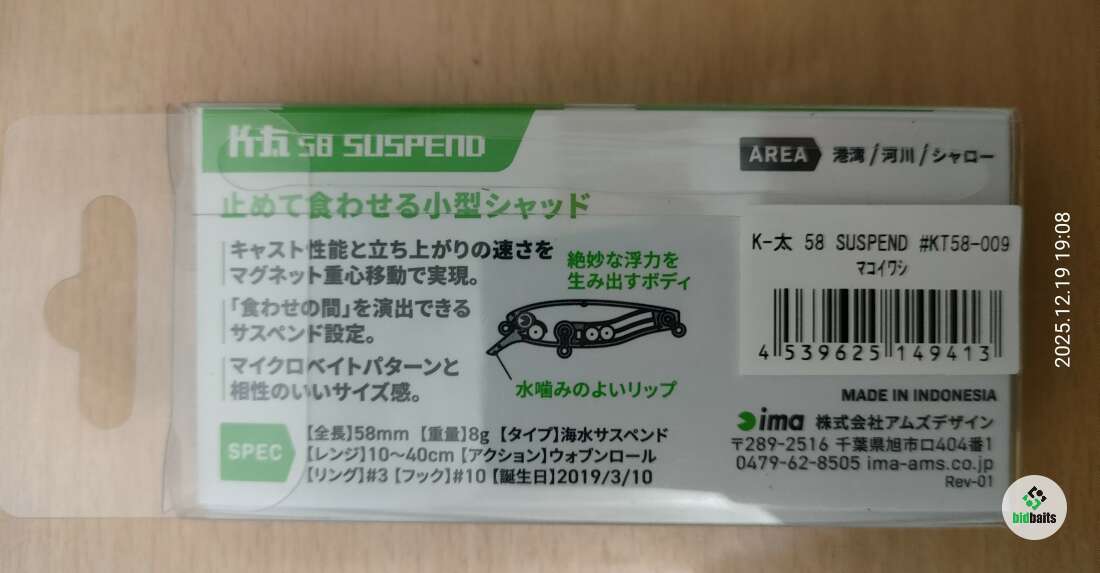 K-太 58 SUSPEND
AREA 港湾/河川/シャロー
止めて食わせる小型シャッド
キャスト性能と立ち上がりの速さを
マグネット重心移動で実現。
「食わせの間」を演出できる
サスペンド設定。
マイクロベイトパターンと
相性のいいサイズ感。
絶妙な浮力を
生み出すボディ
水噛みのよいリップ
K-太 58 SUSPEND #KT58-009
マコイワシ
4 539625 149413
SPEC
【全長】58mm 【重量】8g 【タイプ】海水サスペンド
【レンジ】10〜40cm【アクション】ウォブンロール
【リング】#3【フック】#10【誕生日】2019/3/10
MADE IN INDONESIA
ima 株式会社アムズデザイン
〒289-2516 千葉県旭市ロ404番1
0479-62-8505 ima-ams.co.jp
Rev-01
2025.12.19 19:08
bidbaits